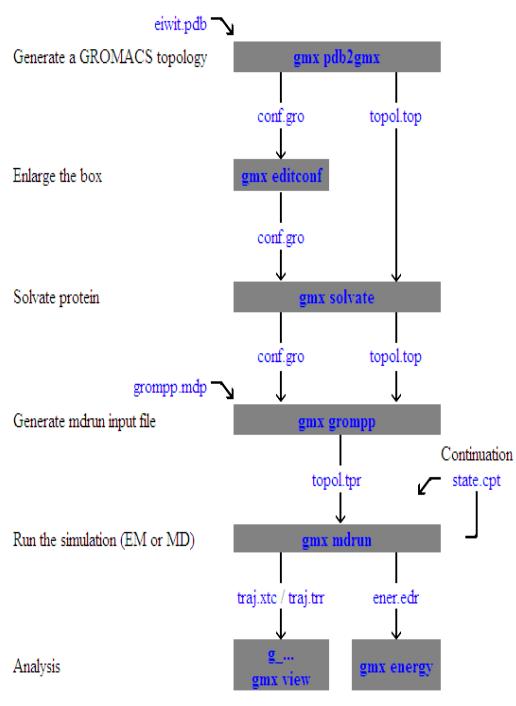 eiwit.pdb
Generate a GROMACS topology
gmx pdb2gmx
conf.gro
topol.top
Enlarge the box
gmx editconf
conf.gro
Solvate protein
gmx solvate
conf.gro
topol.top
grompp.mdp
Generate mdrun input file
gmx grompp
Continuation
topol.tpr
state.cpt
Run the simulation (EM or MD)
gmx mdrun
traj.xtc / traj.trr
ener.edr
Analysis
g_...
gmx view
gmx energy